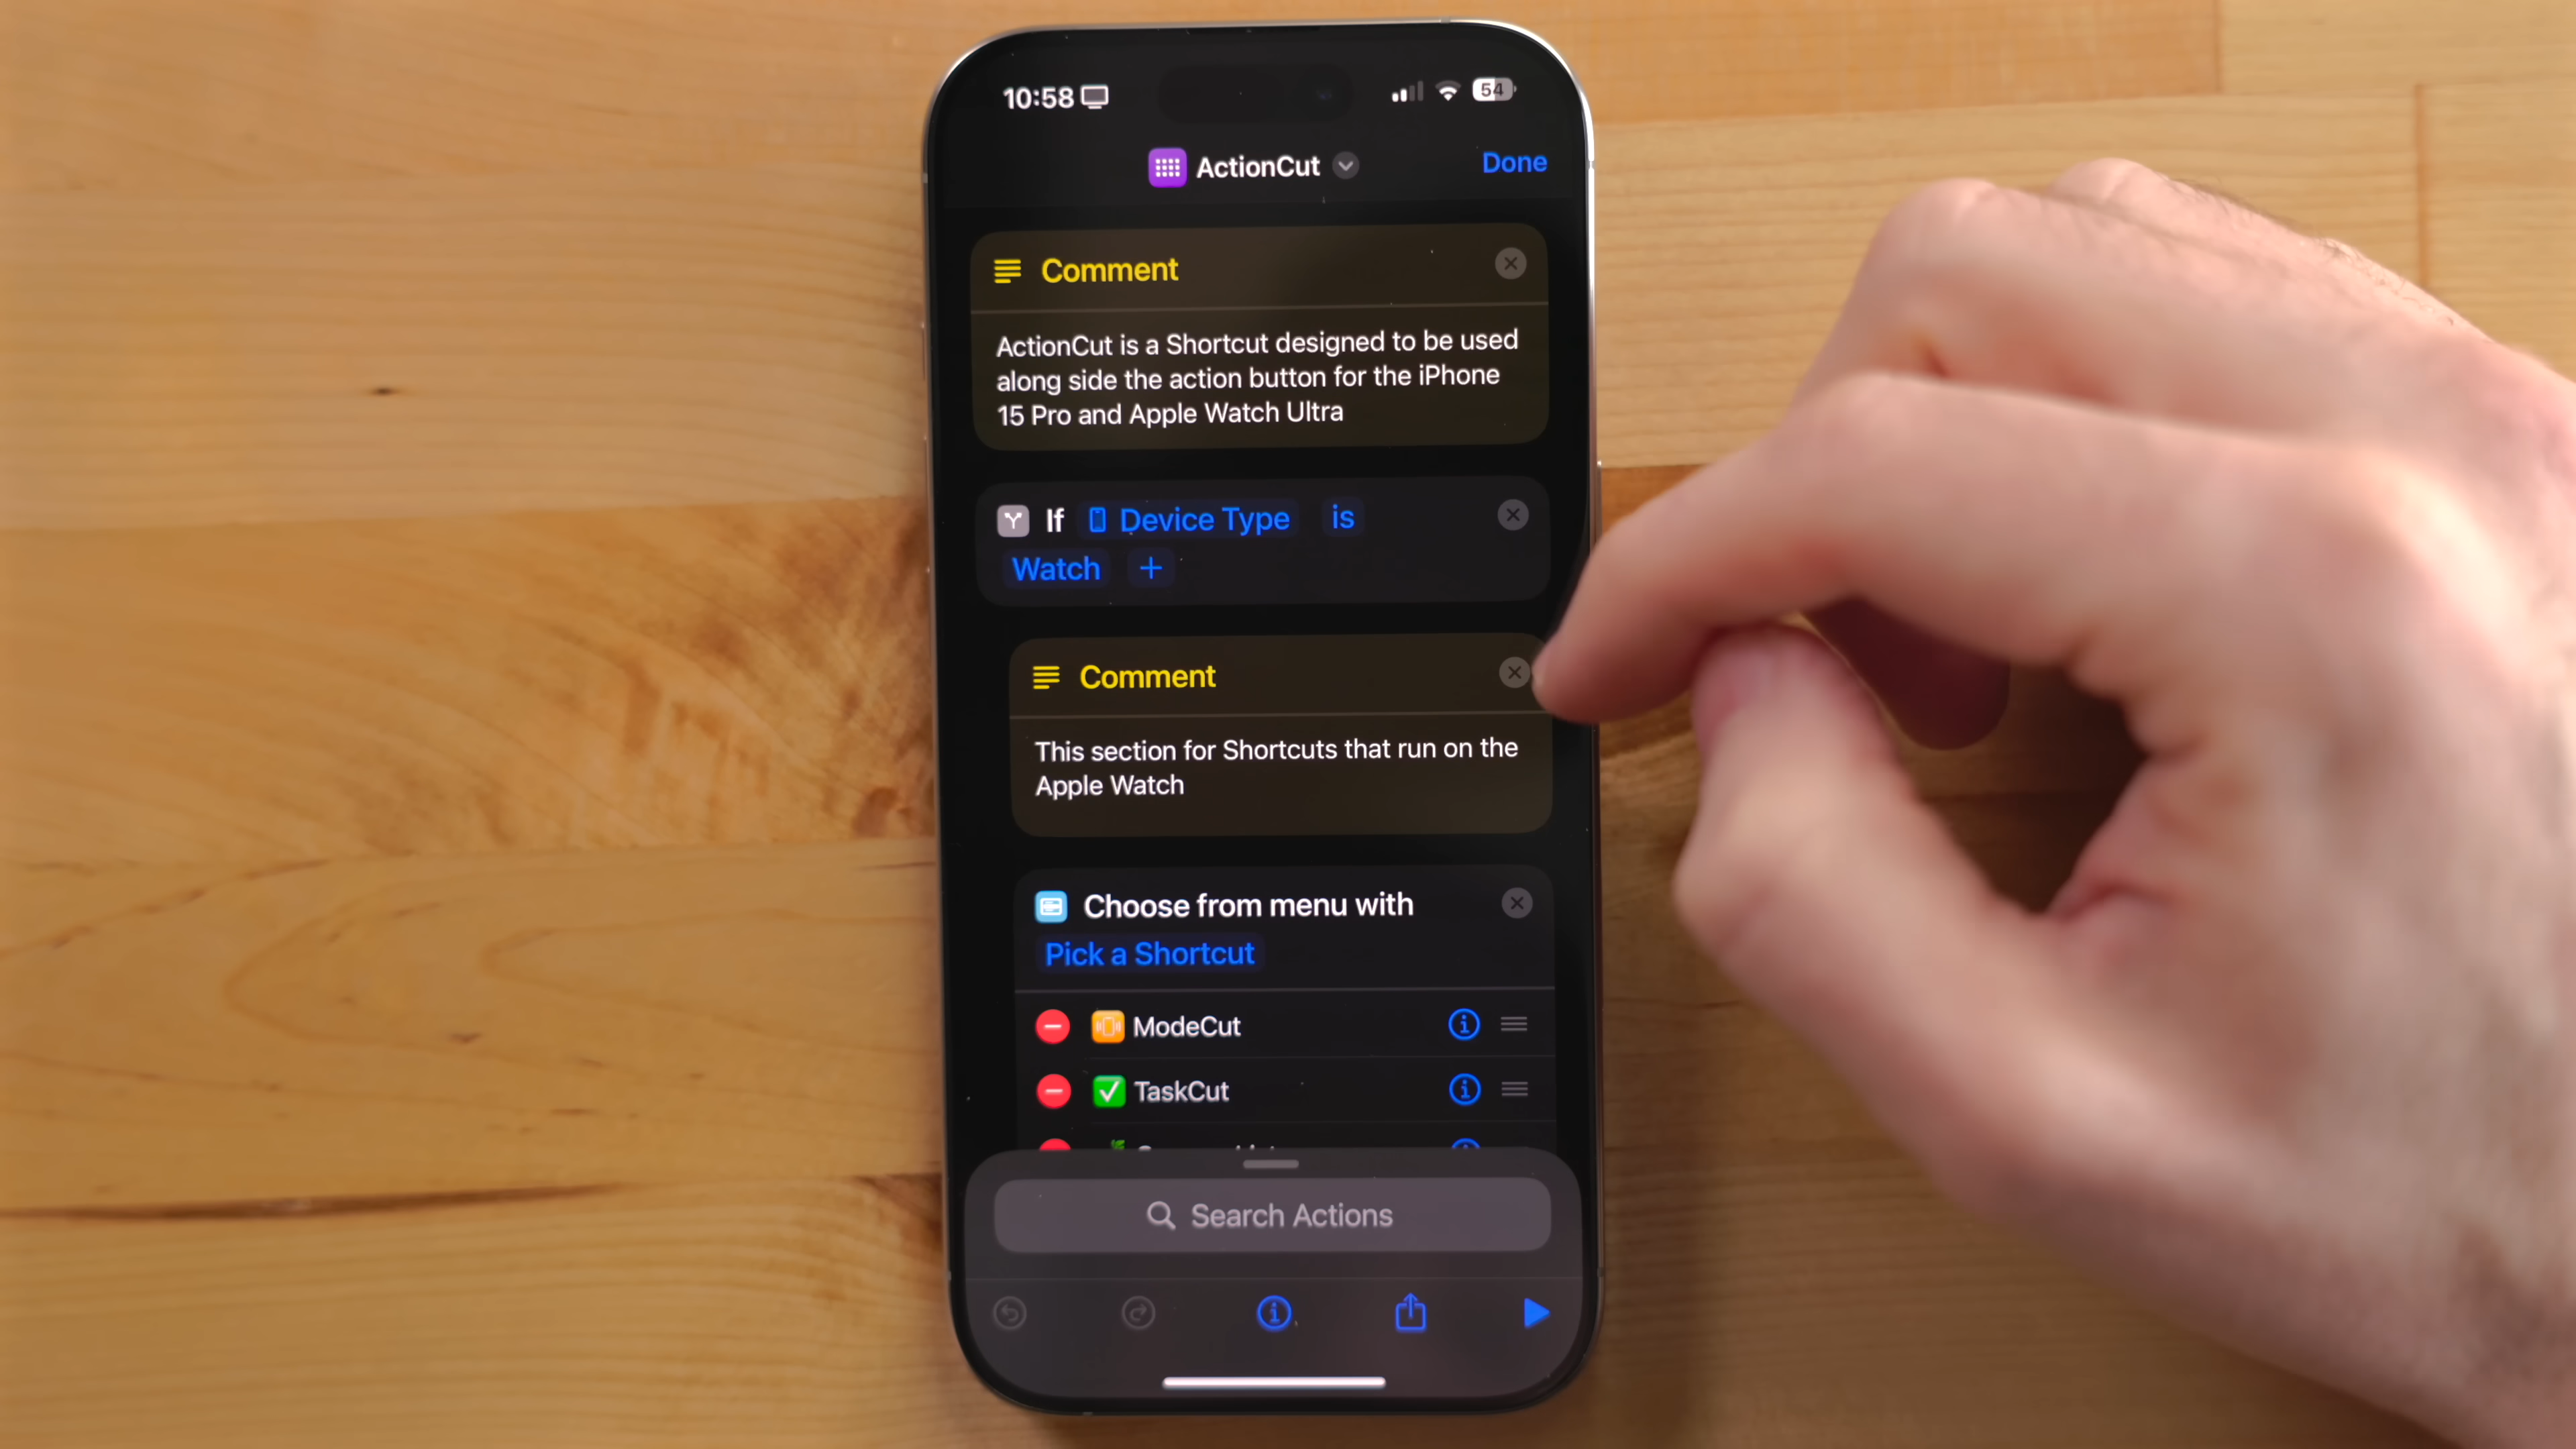 10:58
54
ActionCut
Done
Comment
ActionCut is a Shortcut designed to be used
along side the action button for the iPhone
15 Pro and Apple Watch Ultra
If Device Type is
Watch +
Comment
This section for Shortcuts that run on the
Apple Watch
Choose from menu with
Pick a Shortcut
ModeCut
TaskCut
Search Actions